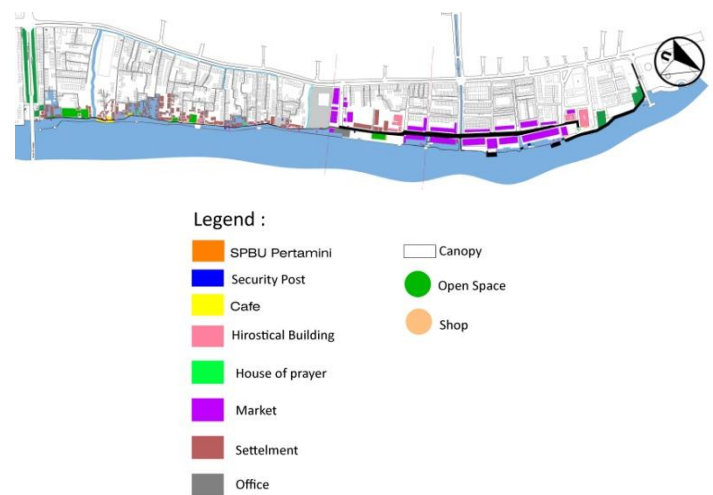 Legend :
SPBU Pertamini
Security Post
Cafe
Hirostical Building
House of prayer
Market
Settelment
Office
Canopy
Open Space
Shop